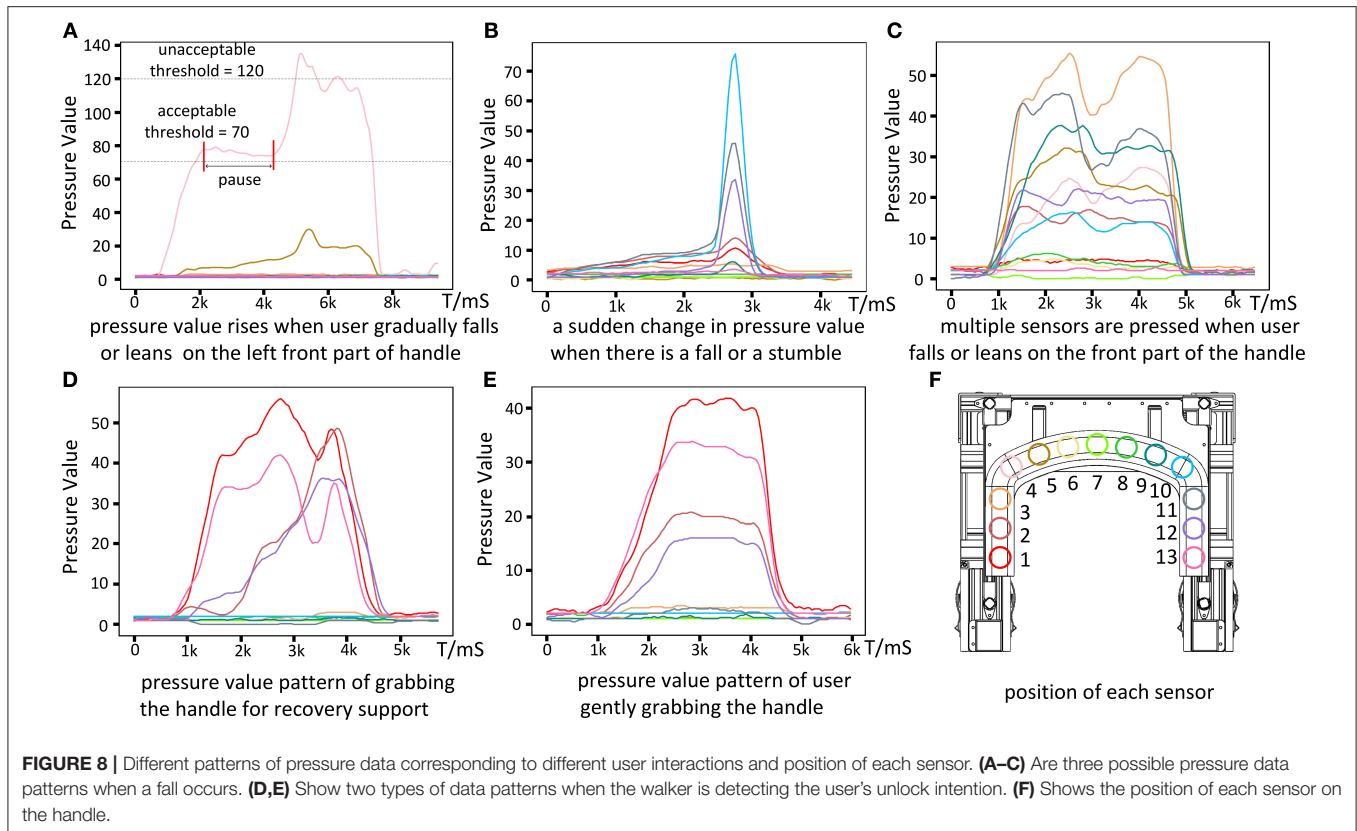 A
140
120
100
80
60
40
20
0
Pressure Value
unacceptable
threshold = 120
acceptable
threshold = 70
pause
0 2k 4k 6k 8k T/mS
pressure value rises when user gradually falls
or leans on the left front part of handle
B
70
60
50
40
30
20
10
0
Pressure Value
0 1k 2k 3k 4k T/mS
a sudden change in pressure value
when there is a fall or a stumble
C
50
40
30
20
10
0
Pressure Value
0 1k 2k 3k 4k 5k 6k T/mS
multiple sensors are pressed when user
falls or leans on the front part of the handle
D
50
40
30
20
10
0
Pressure Value
0 1k 2k 3k 4k 5k T/mS
pressure value pattern of grabbing
the handle for recovery support
E
40
30
20
10
0
Pressure Value
0 1k 2k 3k 4k 5k 6k T/mS
pressure value pattern of user
gently grabbing the handle
F
4 5 6 7 8 9 10
3 11
2 12
1 13
position of each sensor
FIGURE 8 | Different patterns of pressure data corresponding to different user interactions and position of each sensor. (A–C) Are three possible pressure data
patterns when a fall occurs. (D,E) Show two types of data patterns when the walker is detecting the user's unlock intention. (F) Shows the position of each sensor on
the handle.